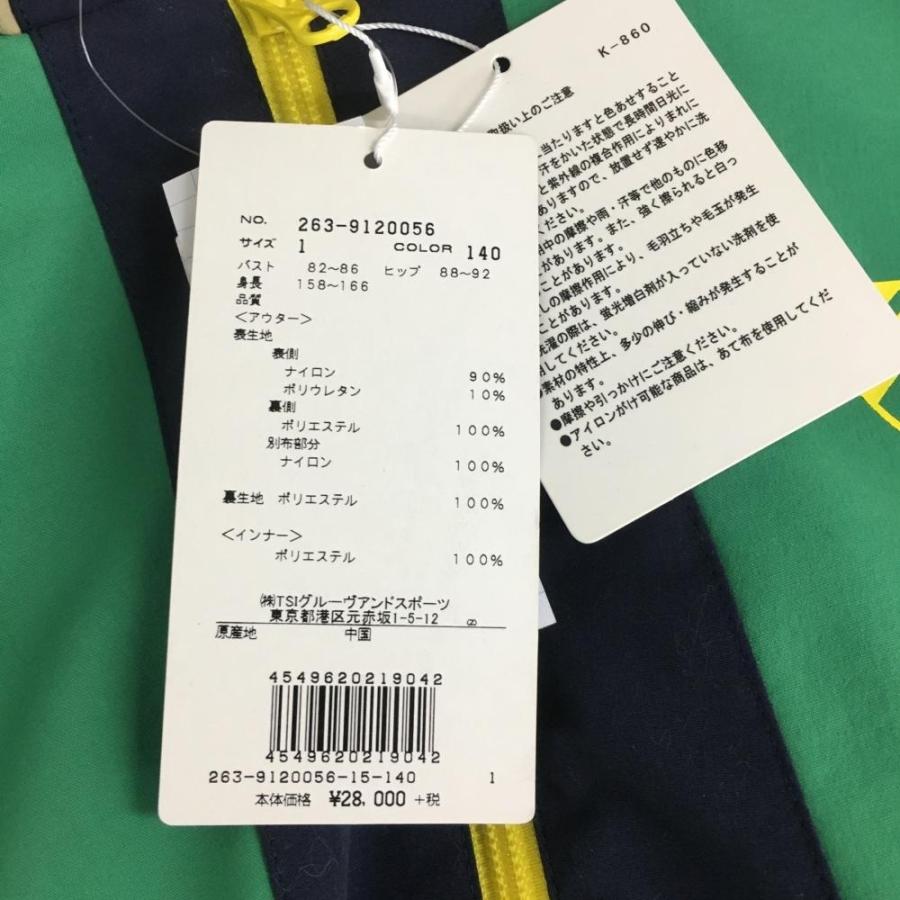 NO. 263-9120056
サイズ 1 COLOR 140
バスト 82〜86 ヒップ 88〜92
身長 158〜166
品質
＜アウター＞
表生地
表側
ナイロン 90%
ポリウレタン 10%
裏側
ポリエステル 100%
別布部分
ナイロン 100%
裏生地 ポリエステル 100%
＜インナー＞
ポリエステル 100%
㈱TSIグルーヴアンドスポーツ
東京都港区元赤坂1-5-12 ∞
原産地 中国
4549620219042
4549620219042
263-9120056-15-140 1
本体価格 ¥28,000 +税
K-860
取扱い上のご注意
当たりますと色あせすること
汗をかいた状態で長時間日光に
と紫外線の複合作用によりまれに
ありますので、放置せず速やかに洗
ださい。
中の摩擦や雨・汗等で他のものに色移
があります。また、強く擦られると白っ
ことがあります。
しの摩擦作用により、毛羽立ちや毛玉が発生
ことがあります。
洗濯の際は、蛍光増白剤が入っていない洗剤を使
用してください。
●素材の特性上、多少の伸び・縮みが発生することが
あります。
●摩擦や引っかけにご注意ください。
●アイロンがけ可能な商品は、あて布を使用してくだ
さい。